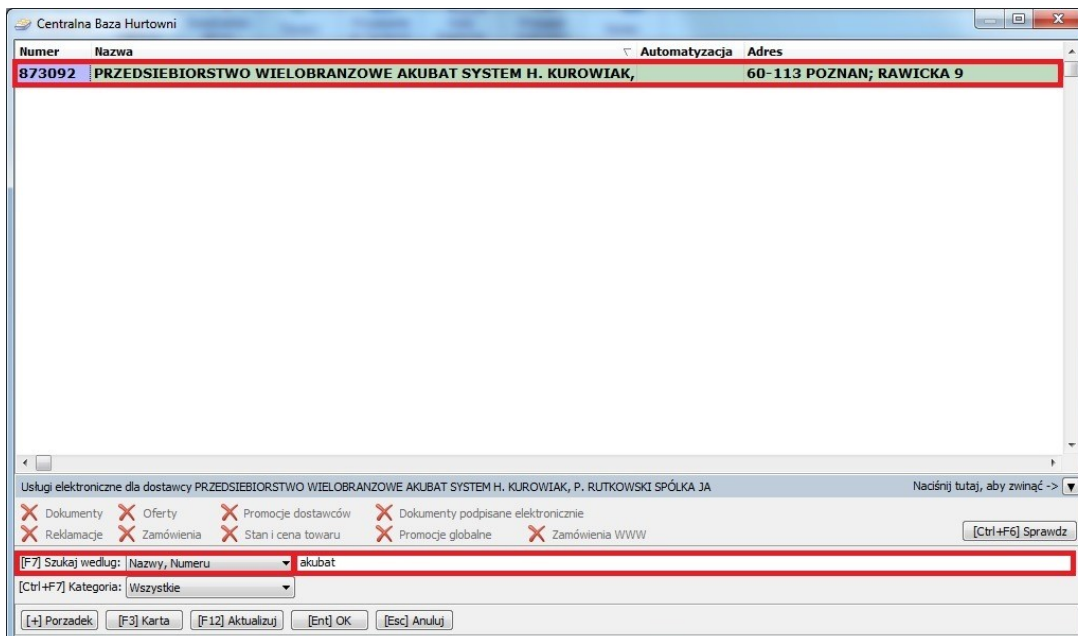 Centralna Baza Hurtowni
Numer Nazwa Automatyzacja Adres
873092 PRZEDSIEBIORSTWO WIELOBRANZOWE AKUBAT SYSTEM H. KUROWIAK, 60-113 POZNAN; RAWICKA 9
Usługi elektroniczne dla dostawcy PRZEDSIEBIORSTWO WIELOBRANZOWE AKUBAT SYSTEM H. KUROWIAK, P. RUTKOWSKI SPÓLKA JA Naciśnij tutaj, aby zwinąć ->
Dokumenty Oferty Promocje dostawców Dokumenty podpisane elektronicznie
Reklamacje Zamówienia Stan i cena towaru Promocje globalne Zamówienia WWW [Ctrl+F6] Sprawdz
[F7] Szukaj wedlug: Nazwy, Numeru akubat
[Ctrl+F7] Kategoria: Wszystkie
[+] Porzadek [F3] Karta [F12] Aktualizuj [Ent] OK [Esc] Anuluj